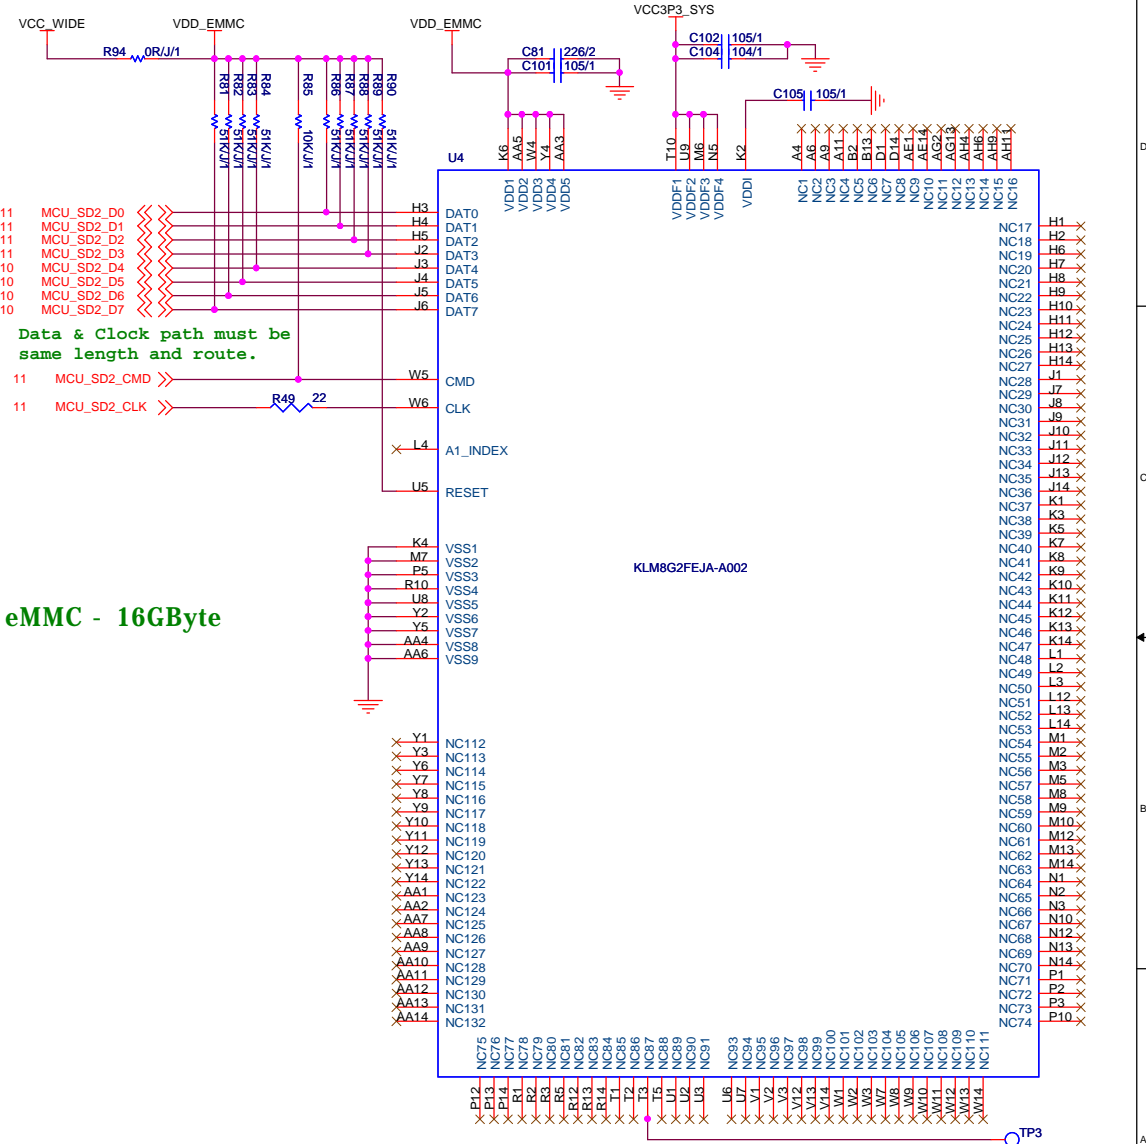 VCC_WIDE
VDD_EMMC
VDD_EMMC
VCC3P3_SYS
R94 0R/J/1
R81 51K/J/1
R82 51K/J/1
R83 51K/J/1
R84 51K/J/1
R85 10K/J/1
R86 51K/J/1
R87 51K/J/1
R88 51K/J/1
R89 51K/J/1
R90 51K/J/1
C81 226/2
C101 105/1
C102 105/1
C104 104/1
C105 105/1
U4
K6 VDD1
AA5 VDD2
W4 VDD3
Y4 VDD4
AA3 VDD5
T10 VDDF1
U9 VDDF2
M6 VDDF3
N5 VDDF4
K2 VDDI
A4 NC1
A6 NC2
A9 NC3
A11 NC4
B2 NC5
B13 NC6
D1 NC7
D14 NC8
AE1 NC9
AE14 NC10
AG2 NC11
AG13 NC12
AH4 NC13
AH6 NC14
AH9 NC15
AH11 NC16
11 MCU_SD2_D0 H3 DAT0
11 MCU_SD2_D1 H4 DAT1
11 MCU_SD2_D2 H5 DAT2
11 MCU_SD2_D3 J2 DAT3
10 MCU_SD2_D4 J3 DAT4
10 MCU_SD2_D5 J4 DAT5
10 MCU_SD2_D6 J5 DAT6
10 MCU_SD2_D7 J6 DAT7
Data & Clock path must be
same length and route.
11 MCU_SD2_CMD W5 CMD
11 MCU_SD2_CLK R49 22 W6 CLK
L4 A1_INDEX
U5 RESET
K4 VSS1
M7 VSS2
P5 VSS3
R10 VSS4
U8 VSS5
Y2 VSS6
Y5 VSS7
AA4 VSS8
AA6 VSS9
KLM8G2FEJA-A002
eMMC - 16GByte
NC17 H1
NC18 H2
NC19 H6
NC20 H7
NC21 H8
NC22 H9
NC23 H10
NC24 H11
NC25 H12
NC26 H13
NC27 H14
NC28 J1
NC29 J7
NC30 J8
NC31 J9
NC32 J10
NC33 J11
NC34 J12
NC35 J13
NC36 J14
NC37 K1
NC38 K3
NC39 K5
NC40 K7
NC41 K8
NC42 K9
NC43 K10
NC44 K11
NC45 K12
NC46 K13
NC47 K14
NC48 L1
NC49 L2
NC50 L3
NC51 L12
NC52 L13
NC53 L14
NC54 M1
NC55 M2
NC56 M3
NC57 M5
NC58 M8
NC59 M9
NC60 M10
NC61 M12
NC62 M13
NC63 M14
NC64 N1
NC65 N2
NC66 N3
NC67 N10
NC68 N12
NC69 N13
NC70 N14
NC71 P1
NC72 P2
NC73 P3
NC74 P10
Y1 NC112
Y3 NC113
Y6 NC114
Y7 NC115
Y8 NC116
Y9 NC117
Y10 NC118
Y11 NC119
Y12 NC120
Y13 NC121
Y14 NC122
AA1 NC123
AA2 NC124
AA7 NC125
AA8 NC126
AA9 NC127
AA10 NC128
AA11 NC129
AA12 NC130
AA13 NC131
AA14 NC132
NC75 P12
NC76 P13
NC77 P14
NC78 R1
NC79 R2
NC80 R3
NC81 R5
NC82 R12
NC83 R13
NC84 R14
NC85 T1
NC86 T2
NC87 T3
NC88 T5
NC89 U1
NC90 U2
NC91 U3
NC93 U6
NC94 U7
NC95 V1
NC96 V2
NC97 V3
NC98 V12
NC99 V13
NC100 V14
NC101 W1
NC102 W2
NC103 W3
NC104 W7
NC105 W8
NC106 W9
NC107 W10
NC108 W11
NC109 W12
NC110 W13
NC111 W14
TP3
D
C
B
A